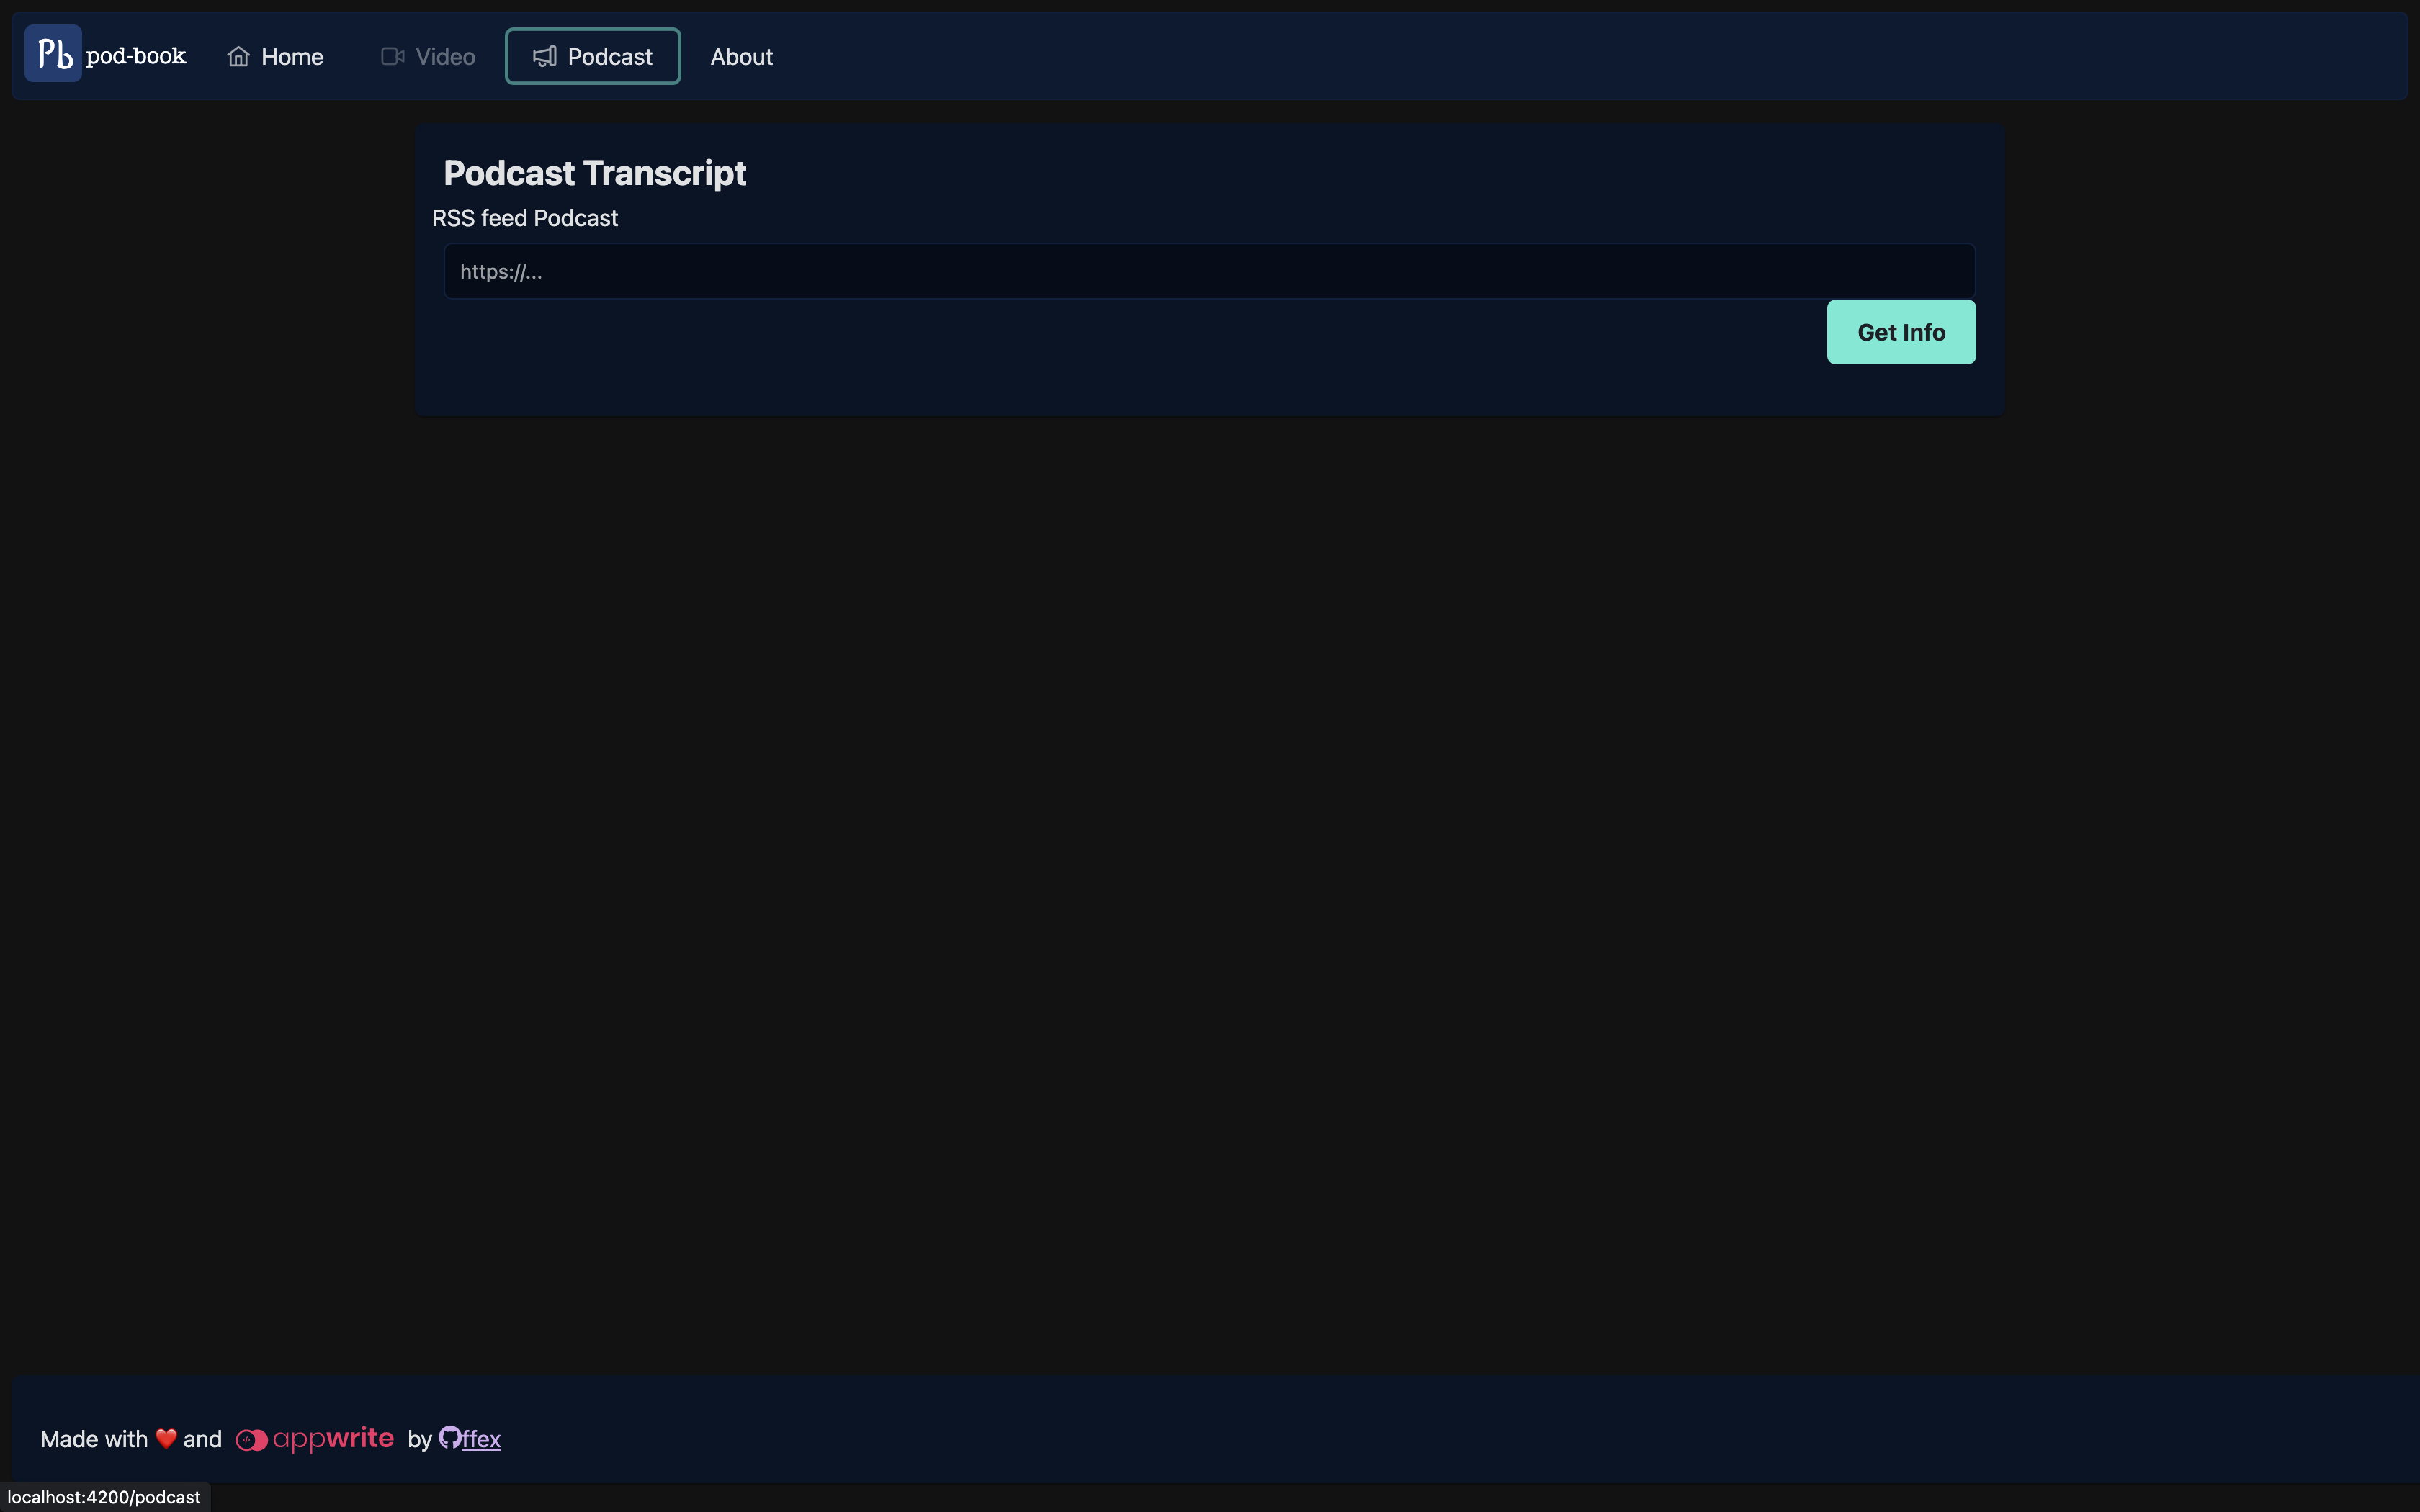 Pb pod-book Home Video Podcast About
Podcast Transcript
RSS feed Podcast
https://...
Get Info
Made with ❤️ and appwrite by ffex
localhost:4200/podcast